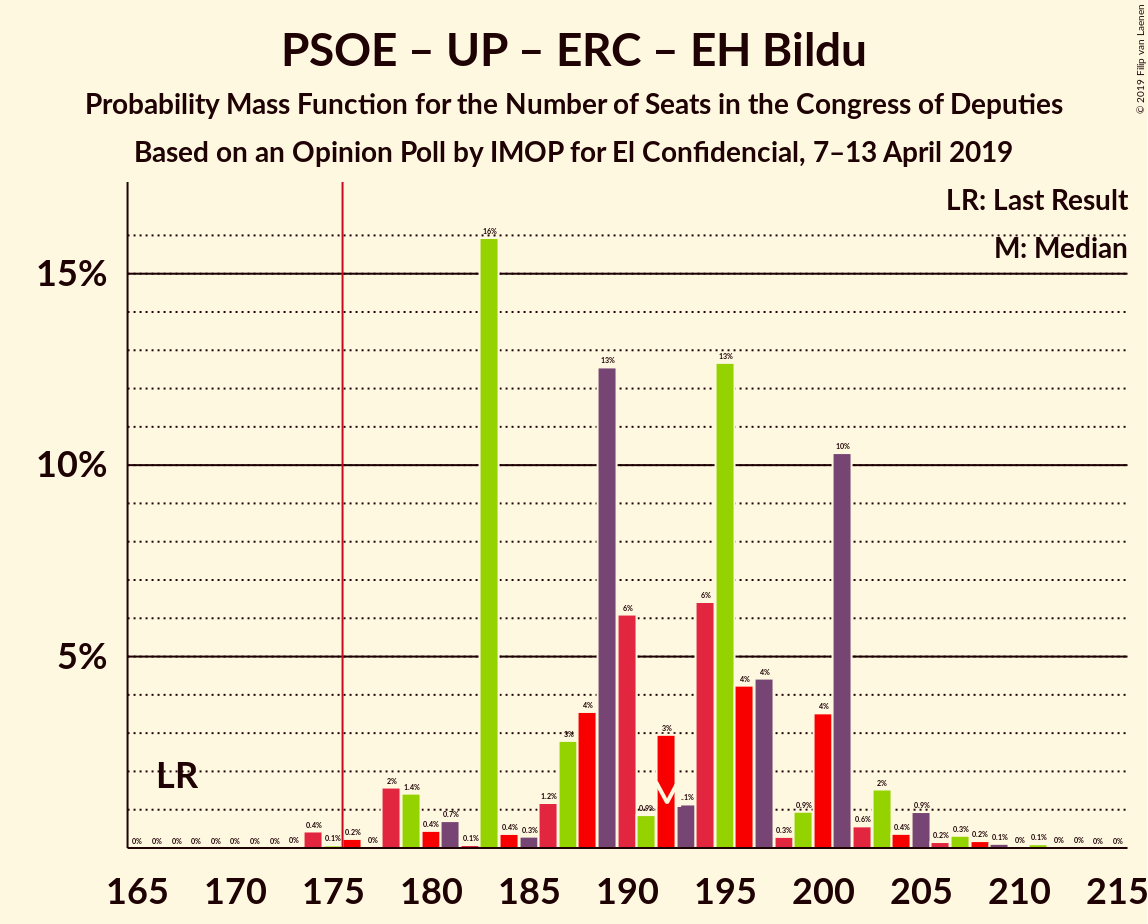 PSOE – UP – ERC – EH Bildu
Probability Mass Function for the Number of Seats in the Congress of Deputies
Based on an Opinion Poll by IMOP for El Confidencial, 7–13 April 2019
© 2019 Filip van Laenen
LR: Last Result
M: Median
15%
10%
5%
LR
0% 0% 0% 0% 0% 0% 0% 0% 0% 0.4% 0.1% 0.2% 0% 2% 1.4% 0.4% 0.7% 0.1% 16% 0.4% 0.3% 1.2% 3% 4% 13% 6% 0.9% 3% 1.1% 6% 13% 4% 4% 0.3% 0.9% 4% 10% 0.6% 2% 0.4% 0.9% 0.2% 0.3% 0.2% 0.1% 0% 0.1% 0% 0% 0% 0%
165 170 175 180 185 190 195 200 205 210 215